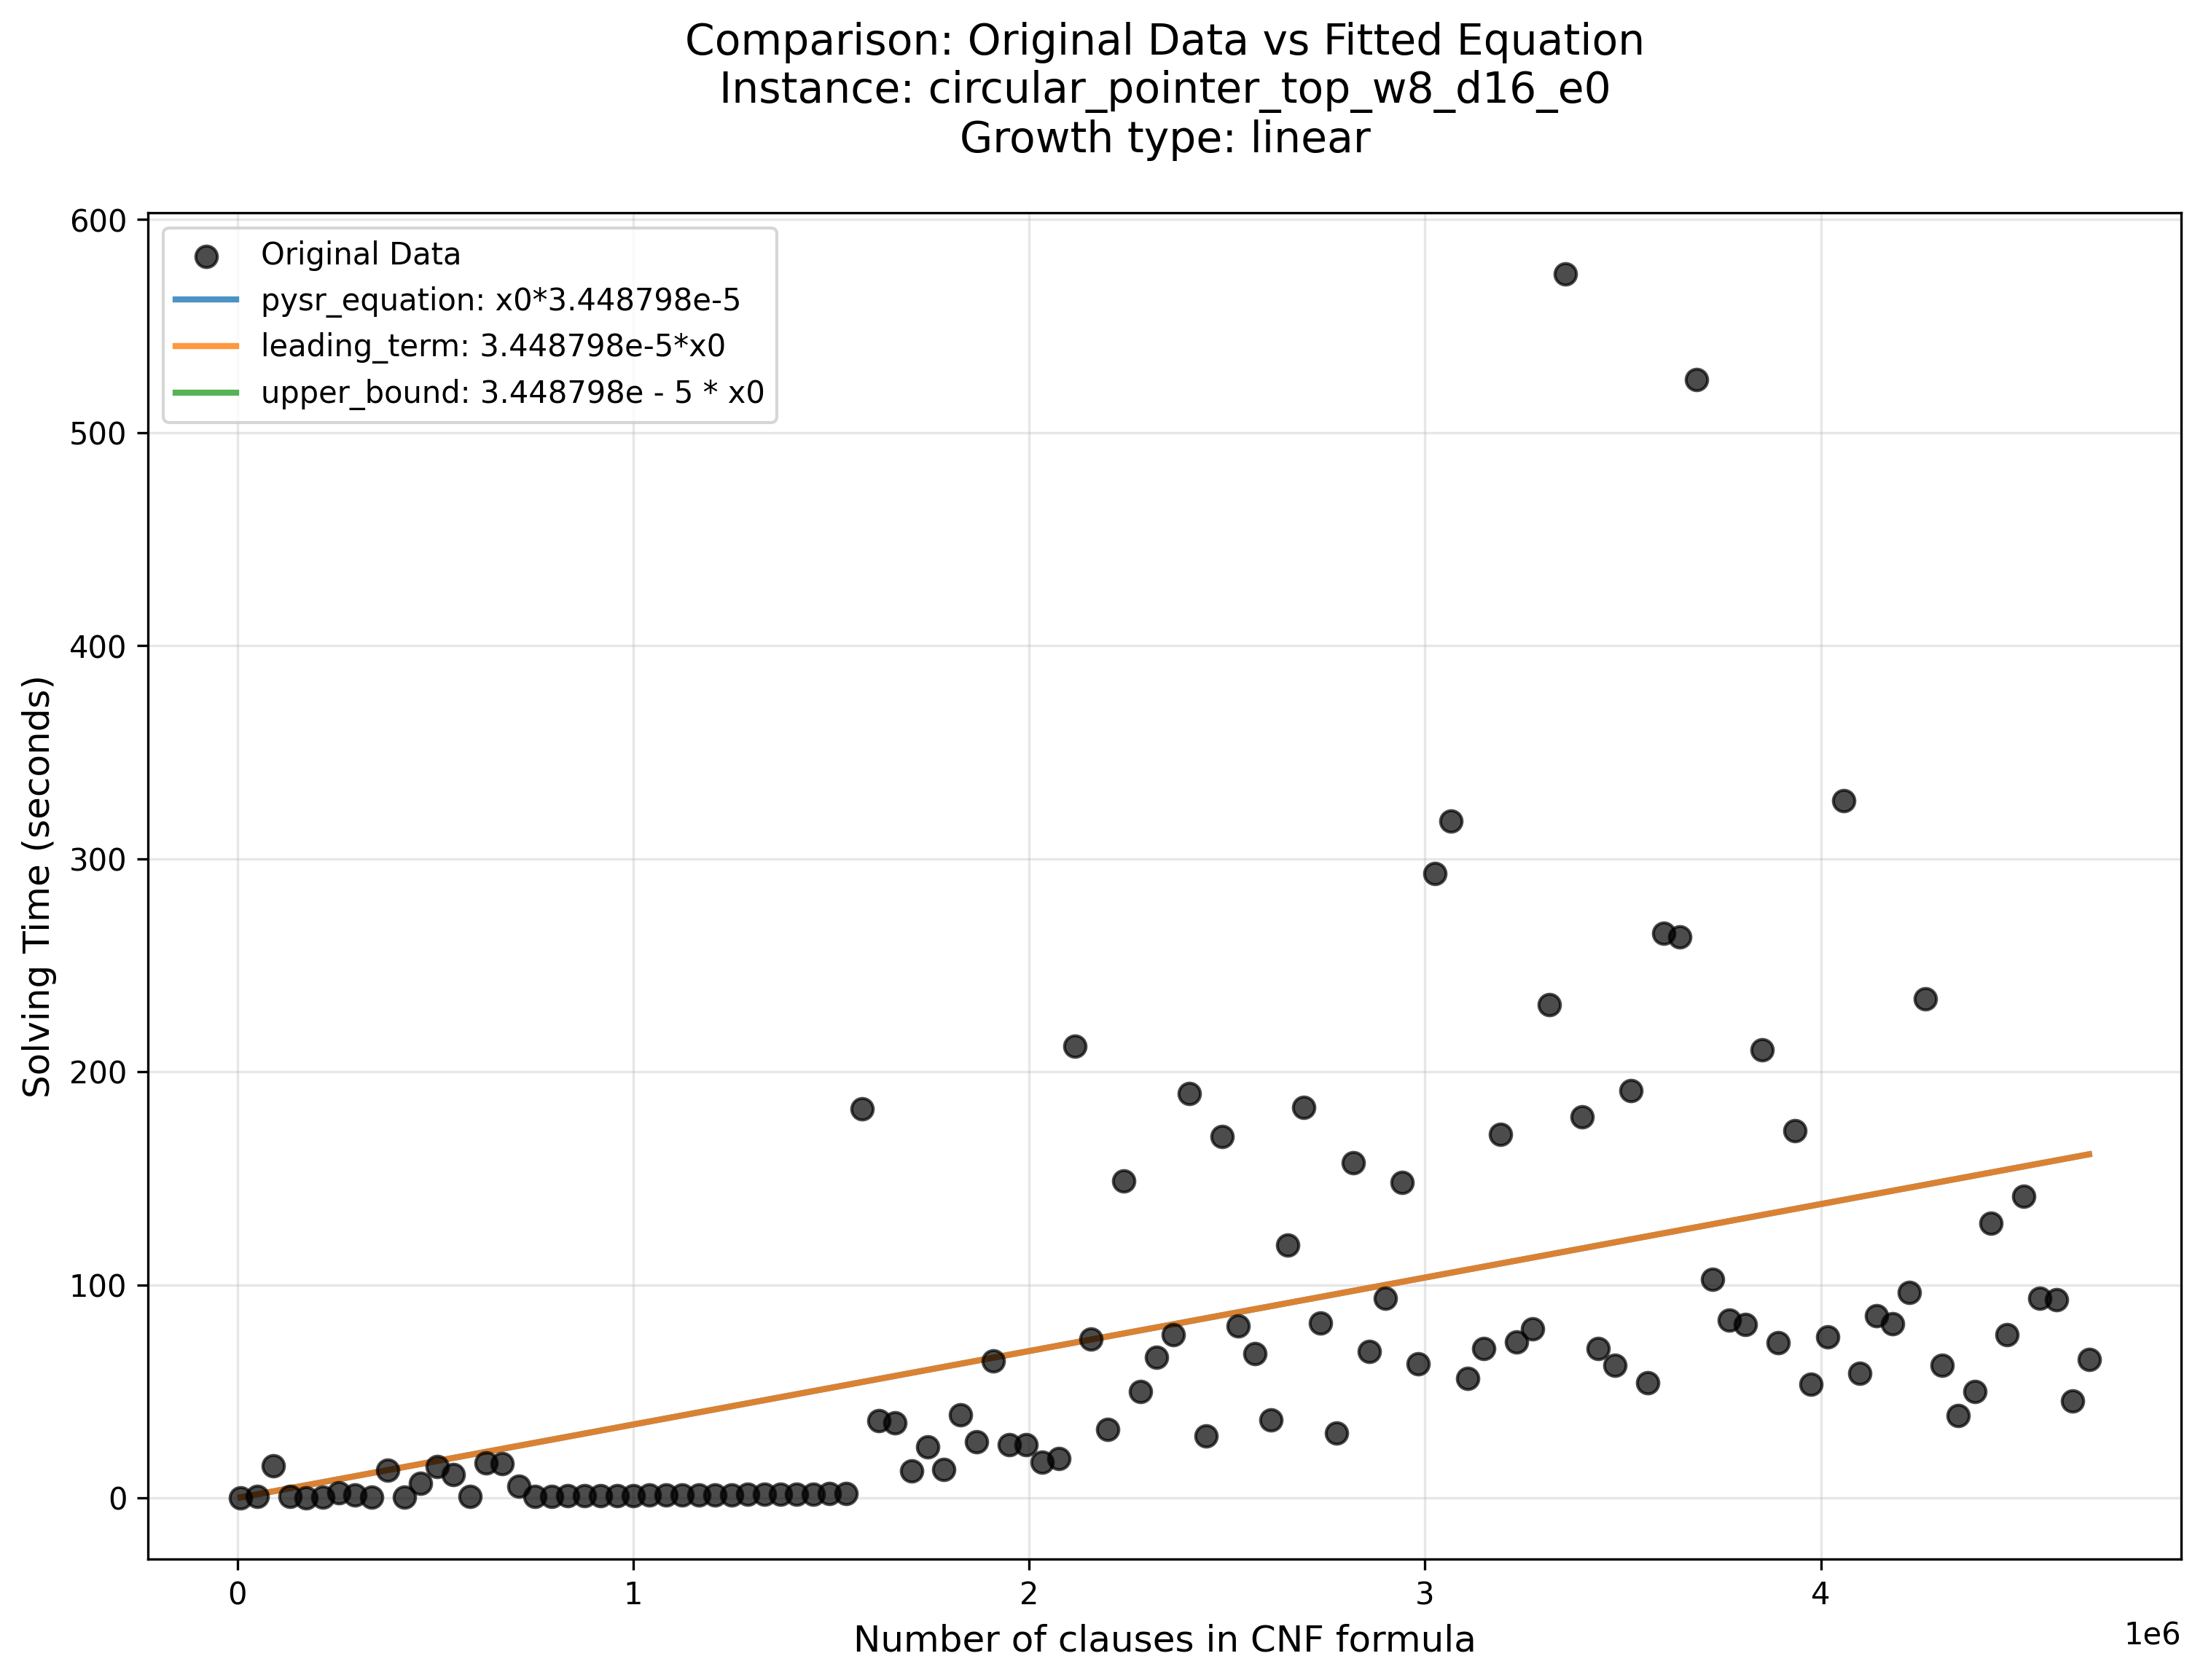 Comparison: Original Data vs Fitted Equation
Instance: circular_pointer_top_w8_d16_e0
Growth type: linear
Original Data
pysr_equation: x0*3.448798e-5
leading_term: 3.448798e-5*x0
upper_bound: 3.448798e - 5 * x0
600
500
400
300
200
100
0
Solving Time (seconds)
0 1 2 3 4
1e6
Number of clauses in CNF formula